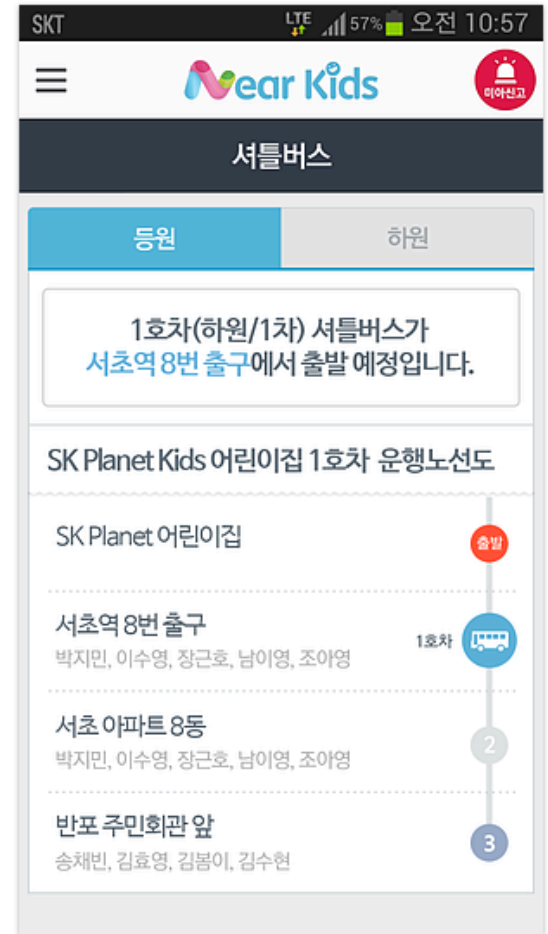 SKT LTE 57% 오전 10:57
Near Kids
미아신고
셔틀버스
등원 하원
1호차(하원/1차) 셔틀버스가
서초역 8번 출구에서 출발 예정입니다.
SK Planet Kids 어린이집 1호차 운행노선도
SK Planet 어린이집 출발
서초역 8번 출구
박지민, 이수영, 장근호, 남이영, 조아영
1호차
서초 아파트 8동
박지민, 이수영, 장근호, 남이영, 조아영
2
반포 주민회관 앞
송채빈, 김효영, 김봄이, 김수현
3